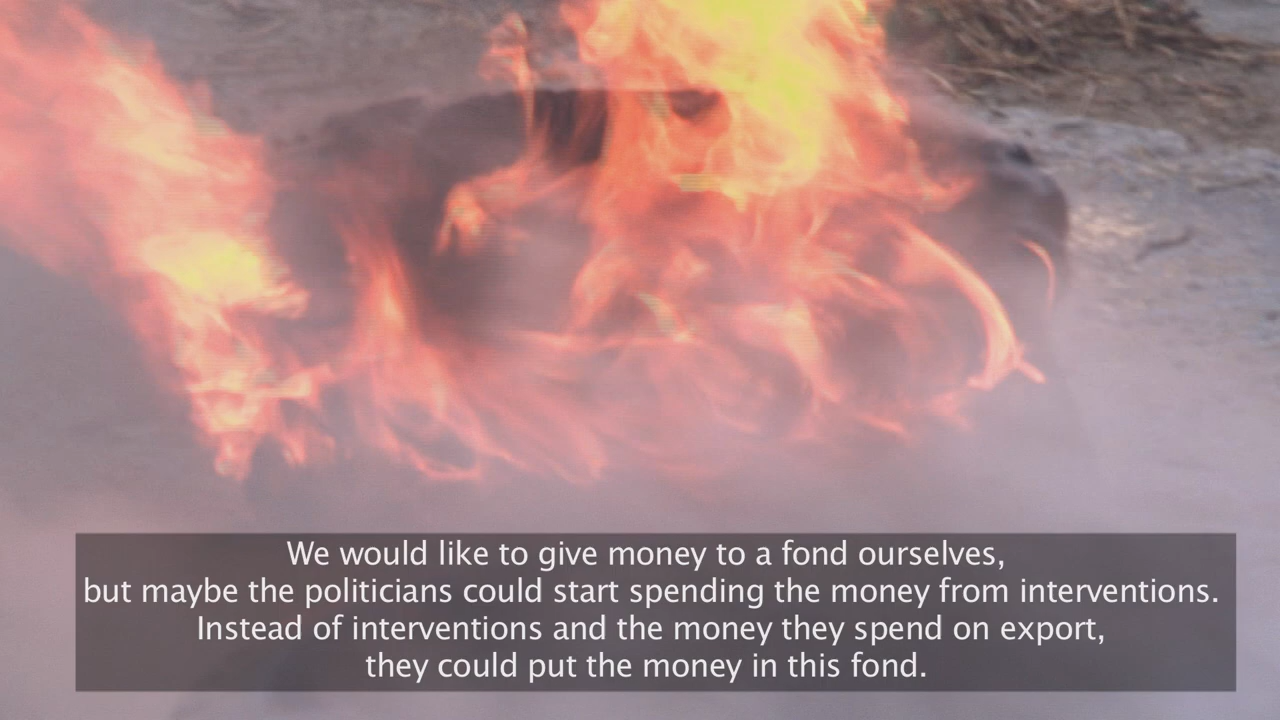 We would like to give money to a fond ourselves,
but maybe the politicians could start spending the money from interventions.
Instead of interventions and the money they spend on export,
they could put the money in this fond.